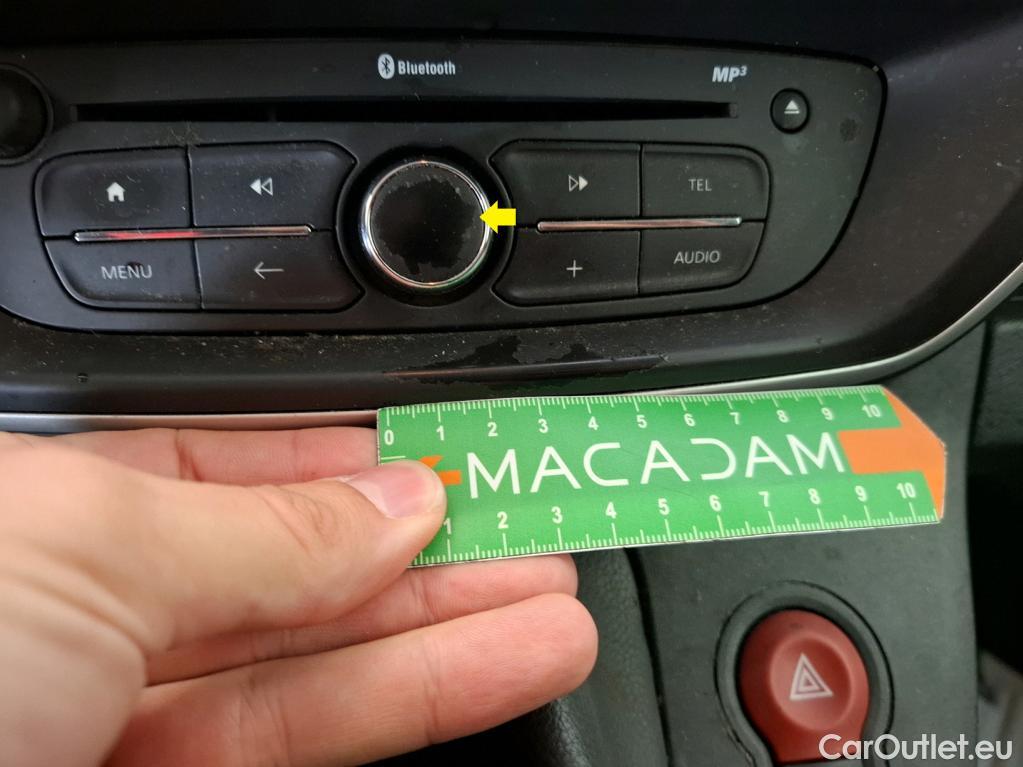 Bluetooth
MP3
TEL
MENU
+
AUDIO
0 1 2 3 4 5 6 7 8 9 10
MACADAM
1 2 3 4 5 6 7 8 9 10
CarOutlet.eu